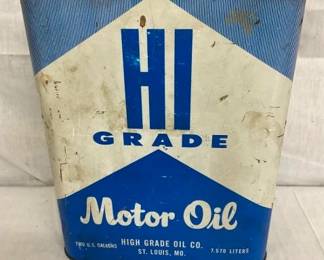 HI
GRADE
Motor Oil
TWO U.S. GALLONS HIGH GRADE OIL CO. 7.570 LITERS
ST. LOUIS, MO.